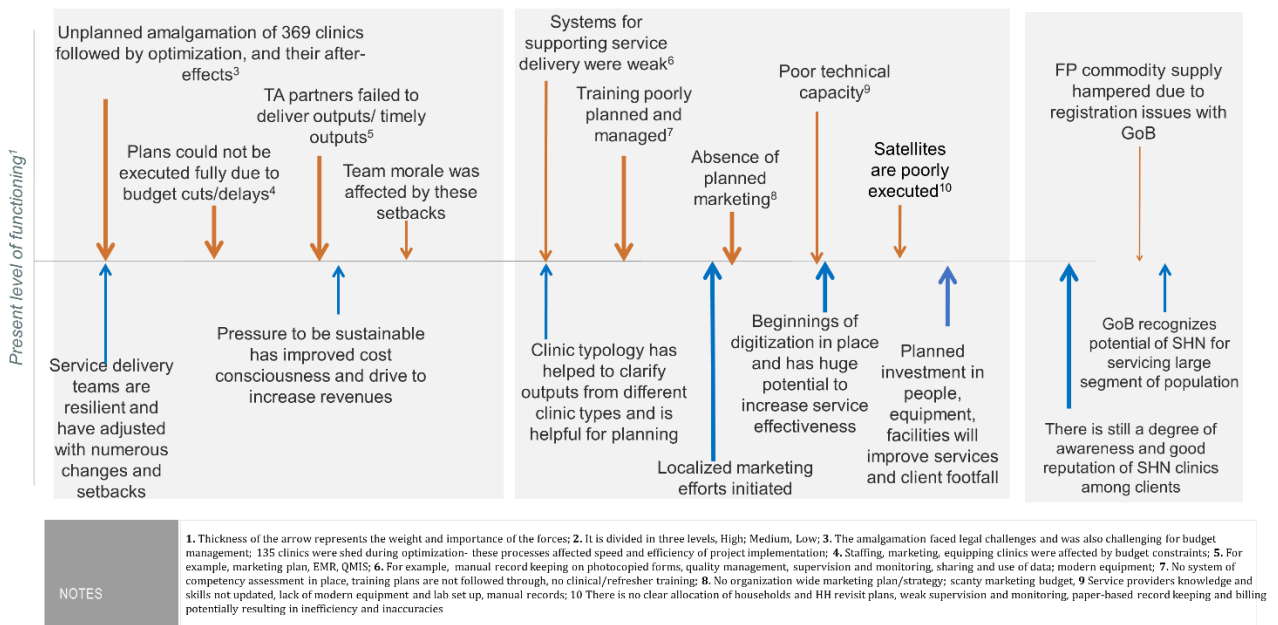 Present level of functioning1
Unplanned amalgamation of 369 clinics
followed by optimization, and their after-
effects3
Plans could not be
executed fully due to
budget cuts/delays4
TA partners failed to
deliver outputs/ timely
outputs5
Team morale was
affected by these
setbacks
Service delivery
teams are
resilient and
have adjusted
with numerous
changes and
setbacks
Pressure to be sustainable
has improved cost
consciousness and drive to
increase revenues
Systems for
supporting service
delivery were weak6
Training poorly
planned and
managed7
Absence of
planned
marketing8
Poor technical
capacity9
Satellites
are poorly
executed10
Clinic typology has
helped to clarify
outputs from different
clinic types and is
helpful for planning
Localized marketing
efforts initiated
Beginnings of
digitization in place
and has huge
potential to
increase service
effectiveness
Planned
investment in
people,
equipment,
facilities will
improve services
and client footfall
FP commodity supply
hampered due to
registration issues with
GoB
GoB recognizes
potential of SHN for
servicing large
segment of population
There is still a degree of
awareness and good
reputation of SHN clinics
among clients
NOTES
1. Thickness of the arrow represents the weight and importance of the forces; 2. It is divided in three levels, High; Medium, Low; 3. The amalgamation faced legal challenges and was also challenging for budget
management; 135 clinics were shed during optimization- these processes affected speed and efficiency of project implementation; 4. Staffing, marketing, equipping clinics were affected by budget constraints; 5. For
example, marketing plan, EMR, QMIS; 6. For example, manual record keeping on photocopied forms, quality management, supervision and monitoring, sharing and use of data; modern equipment; 7. No system of
competency assessment in place, training plans are not followed through, no clinical/refresher training; 8. No organization wide marketing plan/strategy; scanty marketing budget, 9 Service providers knowledge and
skills not updated, lack of modern equipment and lab set up, manual records; 10 There is no clear allocation of households and HH revisit plans, weak supervision and monitoring, paper-based record keeping and billing
potentially resulting in inefficiency and inaccuracies